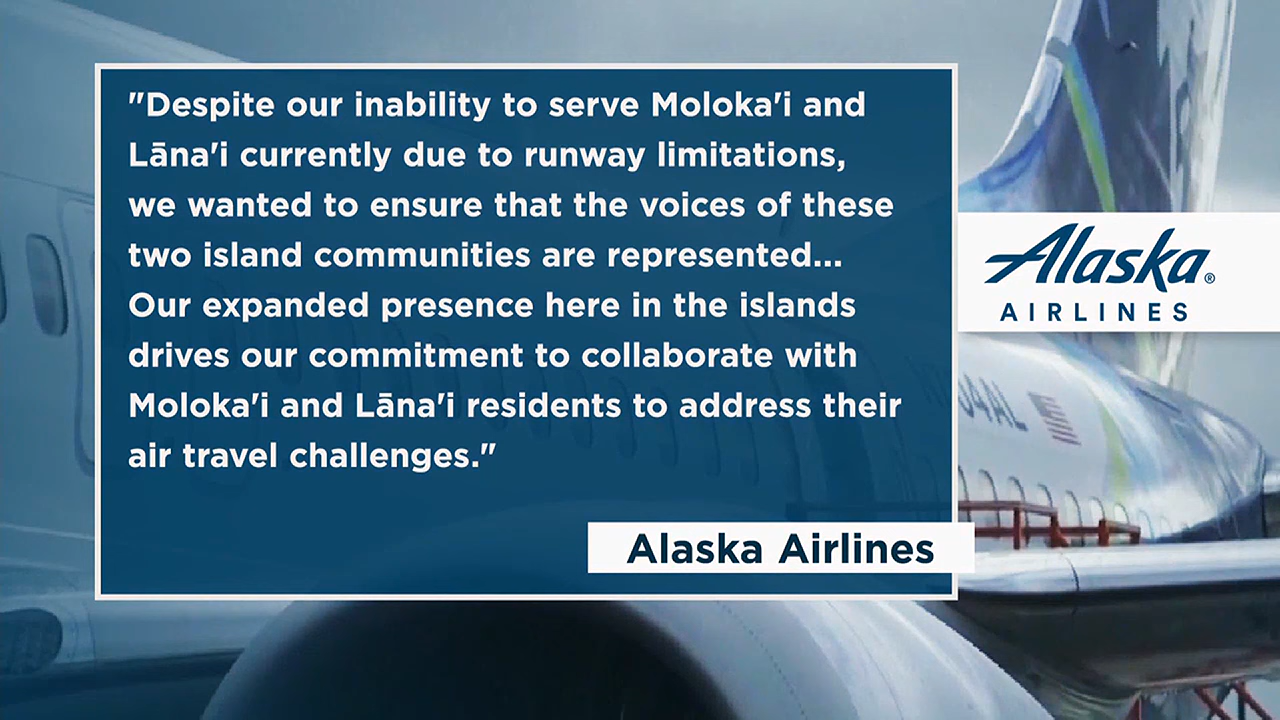 "Despite our inability to serve Moloka'i and
Lāna'i currently due to runway limitations,
we wanted to ensure that the voices of these
two island communities are represented...
Our expanded presence here in the islands
drives our commitment to collaborate with
Moloka'i and Lāna'i residents to address their
air travel challenges."
Alaska Airlines
Alaska®
AIRLINES
04AL